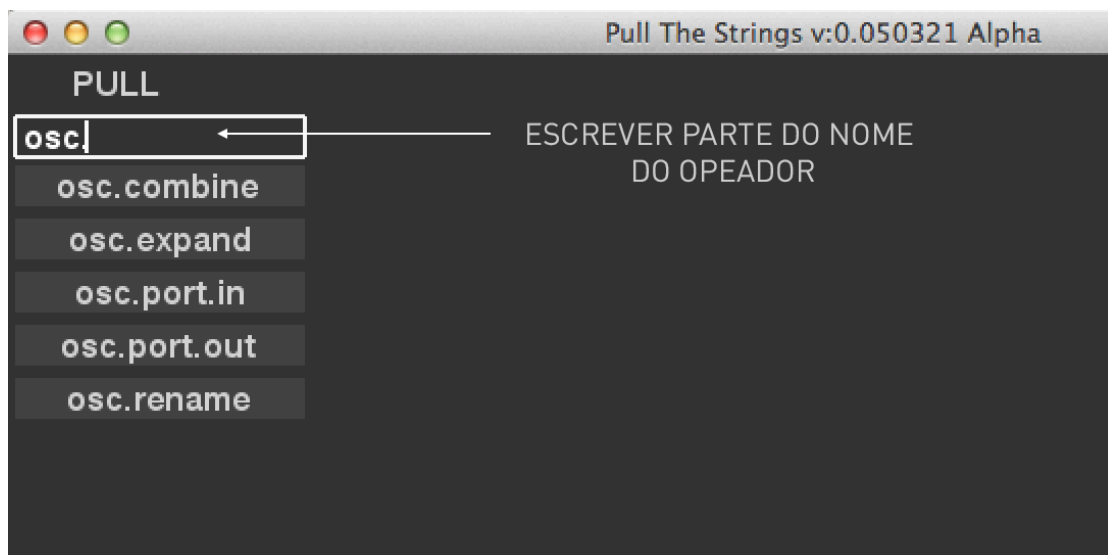 Pull The Strings v:0.050321 Alpha
PULL
osc.
ESCREVER PARTE DO NOME
DO OPEADOR
osc.combine
osc.expand
osc.port.in
osc.port.out
osc.rename